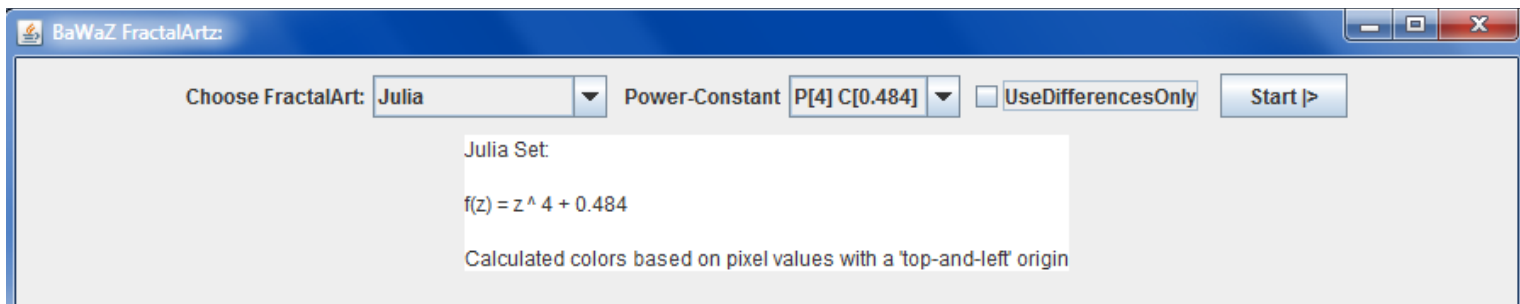 BaWaZ FractalArtz:
Choose FractalArt: Julia Power-Constant P[4] C[0.484] UseDifferencesOnly Start |>
Julia Set:
f(z) = z ^ 4 + 0.484
Calculated colors based on pixel values with a 'top-and-left' origin